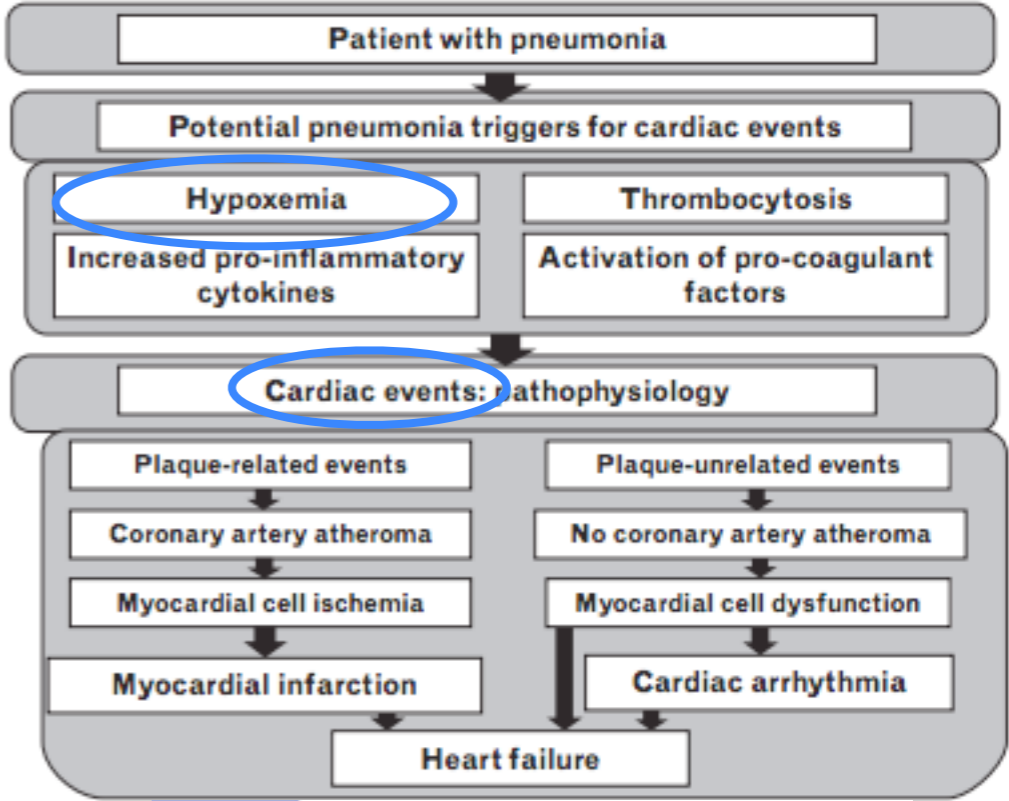 Patient with pneumonia
Potential pneumonia triggers for cardiac events
Hypoxemia
Thrombocytosis
Increased pro-inflammatory
cytokines
Activation of pro-coagulant
factors
Cardiac events: pathophysiology
Plaque-related events
Plaque-unrelated events
Coronary artery atheroma
No coronary artery atheroma
Myocardial cell ischemia
Myocardial cell dysfunction
Myocardial infarction
Cardiac arrhythmia
Heart failure